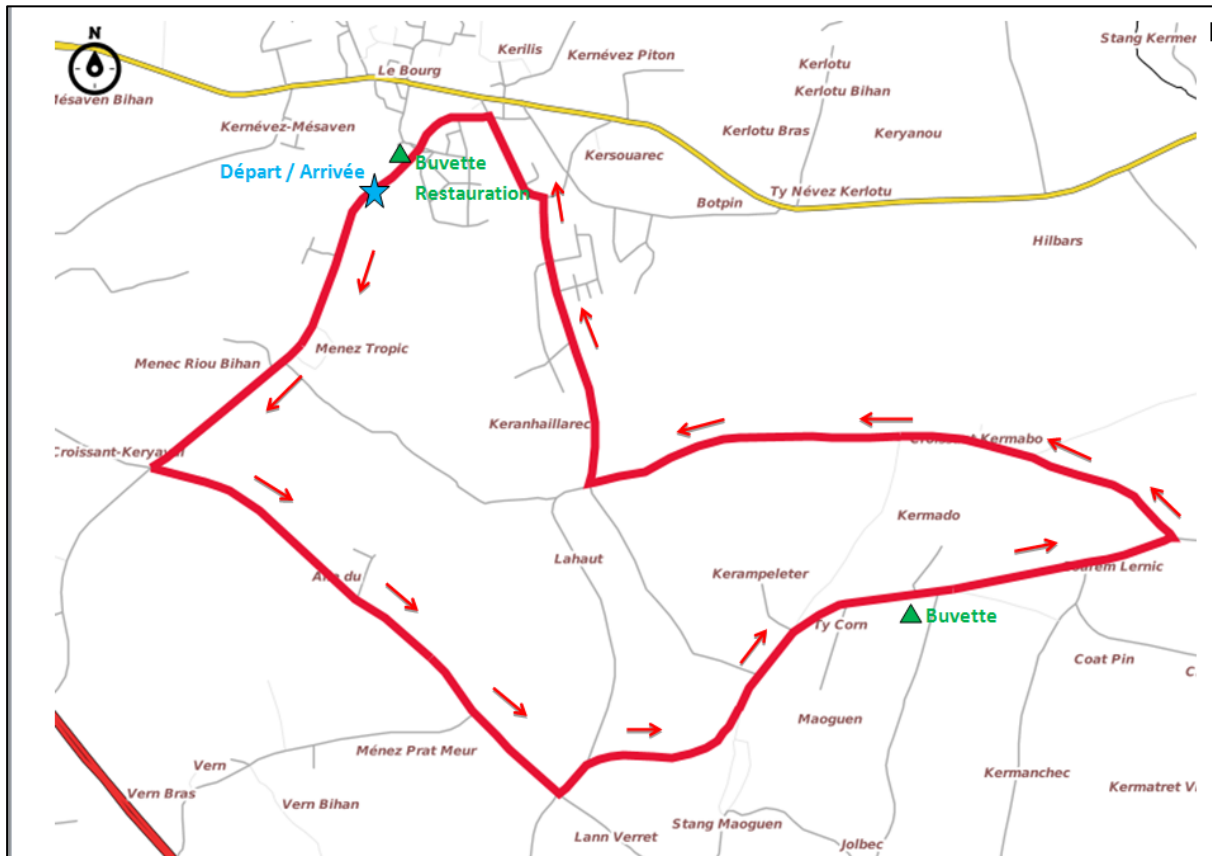 N
Stang Kermer
Kerilis
Kernévez Piton
Le Bourg
Kerlotu
Kerlotu Bihan
Mésaven Bihan
Kernévez-Mésaven
Kerlotu Bras
Keryanou
Kersouarec
Buvette
Départ / Arrivée
Restauration
Ty Névez Kerlotu
Botpin
Hilbars
Menez Tropic
Menec Riou Bihan
Keranhaillarec
Croissant Kermabo
Kermado
Lahaut
Kerampeleter
Lernic
Buvette
Ty Corn
Coat Pin
Maoguen
Ménez Prat Meur
Vern
Kermanchec
Vern Bras
Vern Bihan
Stang Maoguen
Lann Verret
Jolbec